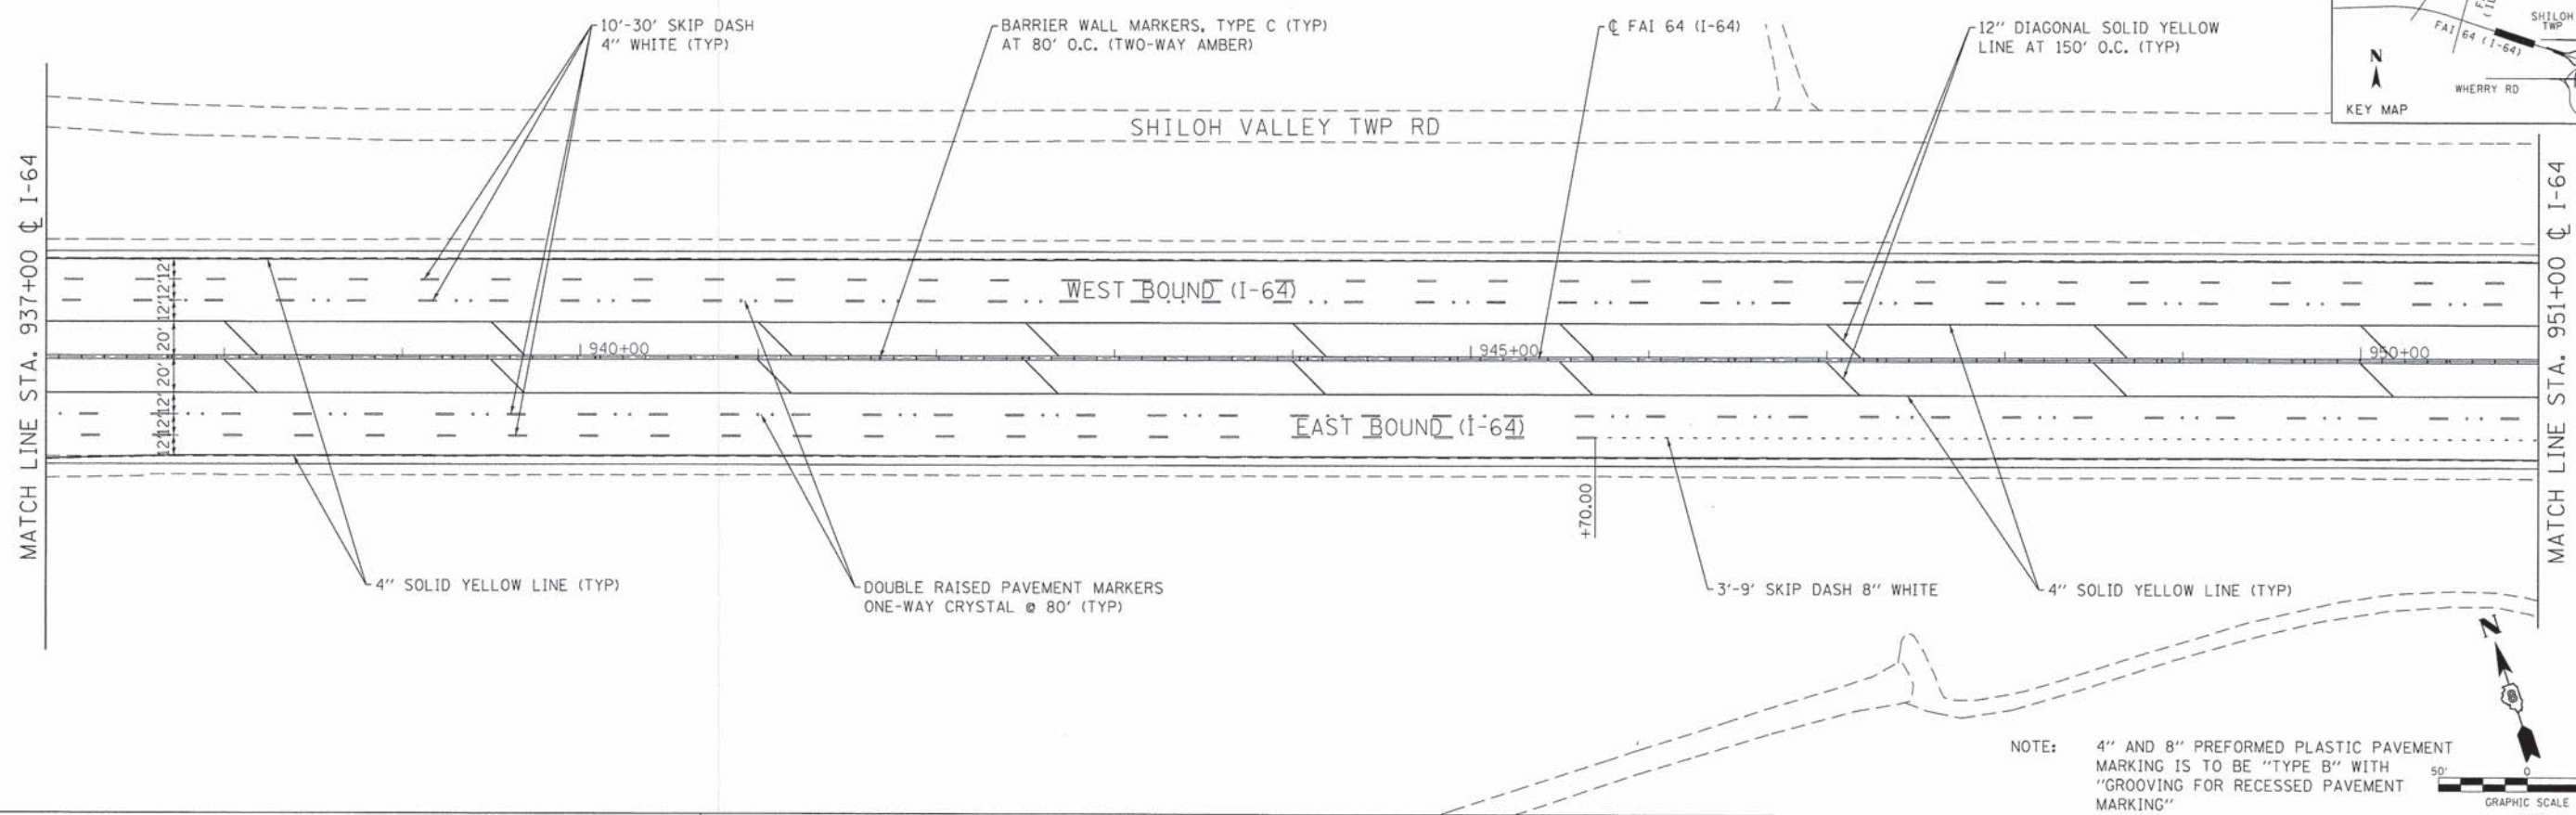 10'-30' SKIP DASH
4" WHITE (TYP)
BARRIER WALL MARKERS, TYPE C (TYP)
AT 80' O.C. (TWO-WAY AMBER)
℄ FAI 64 (I-64)
12" DIAGONAL SOLID YELLOW
LINE AT 150' O.C. (TYP)
SHILOH
TWP
FAI 64 (I-64)
N
WHERRY RD
KEY MAP
SHILOH VALLEY TWP RD
MATCH LINE STA. 937+00 ℄ I-64
MATCH LINE STA. 951+00 ℄ I-64
12'
12'
12'
20'
20'
12'
12'
12'
WEST BOUND (I-64)
940+00
945+00
950+00
EAST BOUND (I-64)
+70.00
4" SOLID YELLOW LINE (TYP)
DOUBLE RAISED PAVEMENT MARKERS
ONE-WAY CRYSTAL @ 80' (TYP)
3'-9' SKIP DASH 8" WHITE
4" SOLID YELLOW LINE (TYP)
N
8
NOTE: 4" AND 8" PREFORMED PLASTIC PAVEMENT
MARKING IS TO BE "TYPE B" WITH
"GROOVING FOR RECESSED PAVEMENT
MARKING"
50' 0
GRAPHIC SCALE